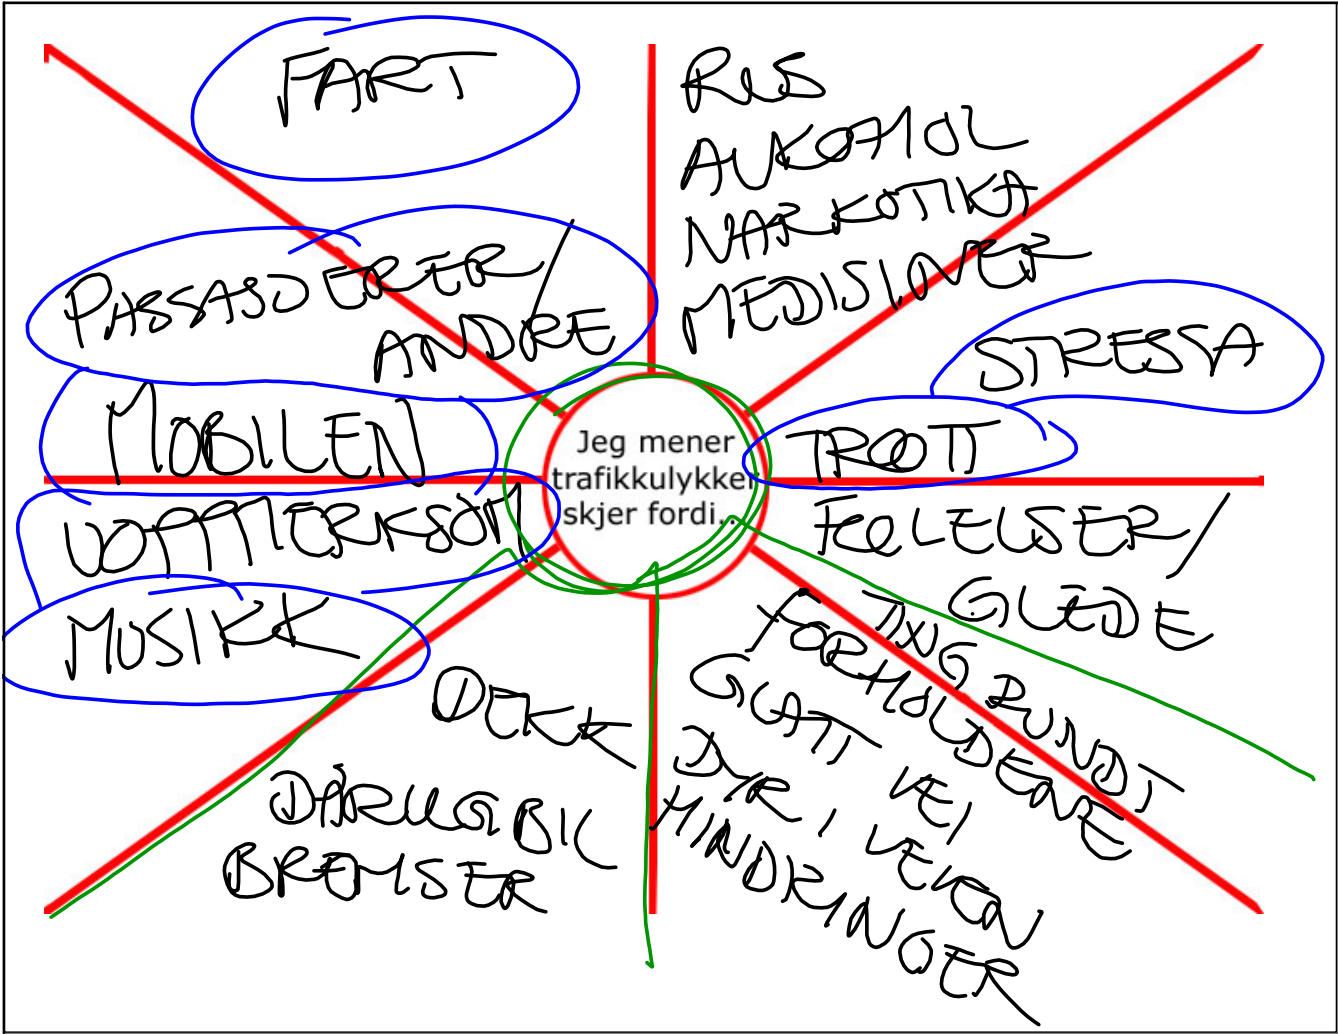 FART
PASSASJERER/
ANDRE
MOBILEN
UOPPMERKSOM
MUSIKK
RUS
ALKOHOL
NARKOTIKA
MEDISINER
STRESSA
TRØTT
Jeg mener
trafikkulykker
skjer fordi..
FØLELSER/
GLEDE
TING RUNDT
FORHOLDENE
GLATT VEI
DYR I VEIEN
HINDRINGER
DEKK
DÅRLIG BIL
BREMSER